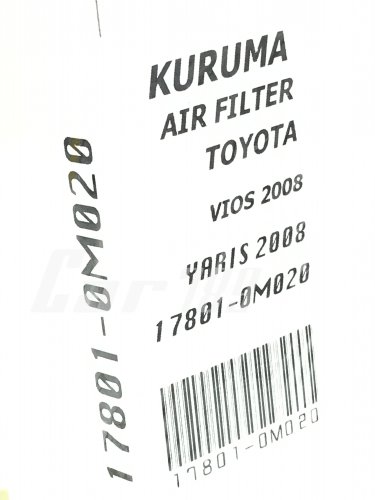 KURUMA
AIR FILTER
TOYOTA
VIOS 2008
YARIS 2008
17801-0M020
17801-0M020
17801-0M020